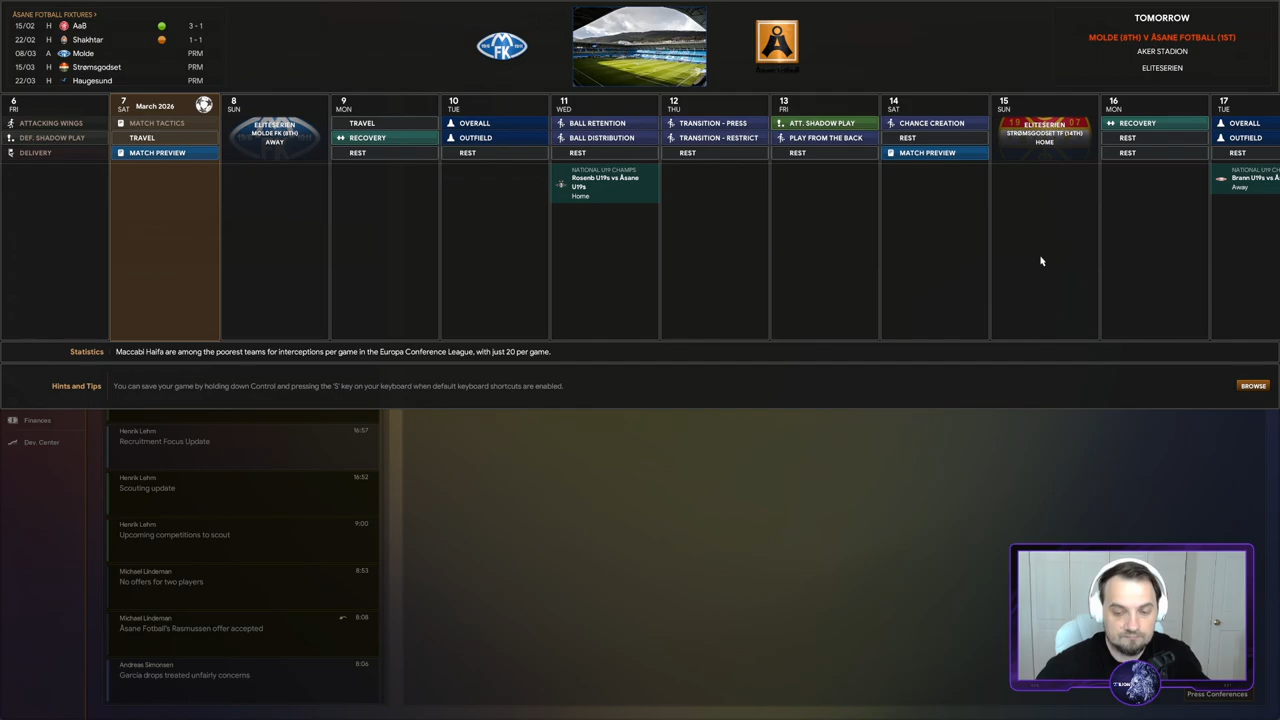 ÅSANE FOTBALL FIXTURES >
15/02 H AaB 3 - 1
22/02 H Shakhtar 1 - 1
08/03 A Molde PRM
15/03 H Strømsgodset PRM
22/03 H Haugesund PRM
TOMORROW
MOLDE (8TH) V ÅSANE FOTBALL (1ST)
AKER STADION
ELITESERIEN
6 FRI
ATTACKING WINGS
DEF. SHADOW PLAY
DELIVERY
7 SAT March 2026
MATCH TACTICS
TRAVEL
MATCH PREVIEW
8 SUN
ELITESERIEN
MOLDE FK (8TH)
AWAY
9 MON
TRAVEL
RECOVERY
REST
10 TUE
OVERALL
OUTFIELD
REST
11 WED
BALL RETENTION
BALL DISTRIBUTION
REST
NATIONAL U19 CHAMPS
Rosenb U19s vs Åsane
U19s
Home
12 THU
TRANSITION - PRESS
TRANSITION - RESTRICT
REST
13 FRI
ATT. SHADOW PLAY
PLAY FROM THE BACK
REST
14 SAT
CHANCE CREATION
REST
MATCH PREVIEW
15 SUN
19 07
ELITESERIEN
STRØMSGODSET TF (14TH)
HOME
16 MON
RECOVERY
REST
REST
17 TUE
OVERALL
OUTFIELD
REST
NATIONAL U19 CH
Brann U19s vs Ås
Away
Statistics Maccabi Haifa are among the poorest teams for interceptions per game in the Europa Conference League, with just 20 per game.
Hints and Tips You can save your game by holding down Control and pressing the 'S' key on your keyboard when default keyboard shortcuts are enabled.
BROWSE
Finances
Dev. Center
Henrik Lehm 16:57
Recruitment Focus Update
Henrik Lehm 16:52
Scouting update
Henrik Lehm 9:00
Upcoming competitions to scout
Michael Lindeman 8:53
No offers for two players
Michael Lindeman 8:08
Åsane Fotball's Rasmussen offer accepted
Andreas Simonsen 8:06
García drops treated unfairly concerns
Press Conferences